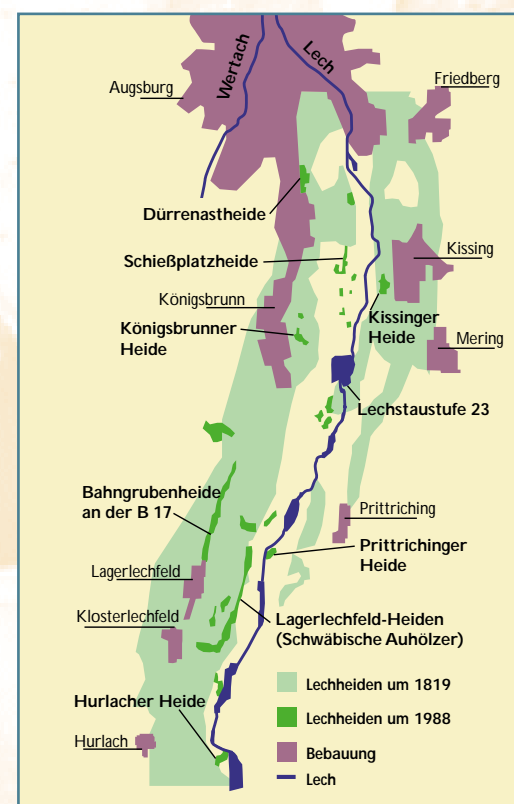 Wertach
Lech
Augsburg
Friedberg
Dürrenastheide
Schießplatzheide
Kissing
Königsbrunn
Kissinger
Heide
Königsbrunner
Heide
Mering
Lechstaustufe 23
Bahngrubenheide
an der B 17
Prittriching
Prittrichinger
Heide
Lagerlechfeld
Klosterlechfeld
Lagerlechfeld-Heiden
(Schwäbische Auhölzer)
Lechheiden um 1819
Hurlacher Heide
Lechheiden um 1988
Hurlach
Bebauung
Lech